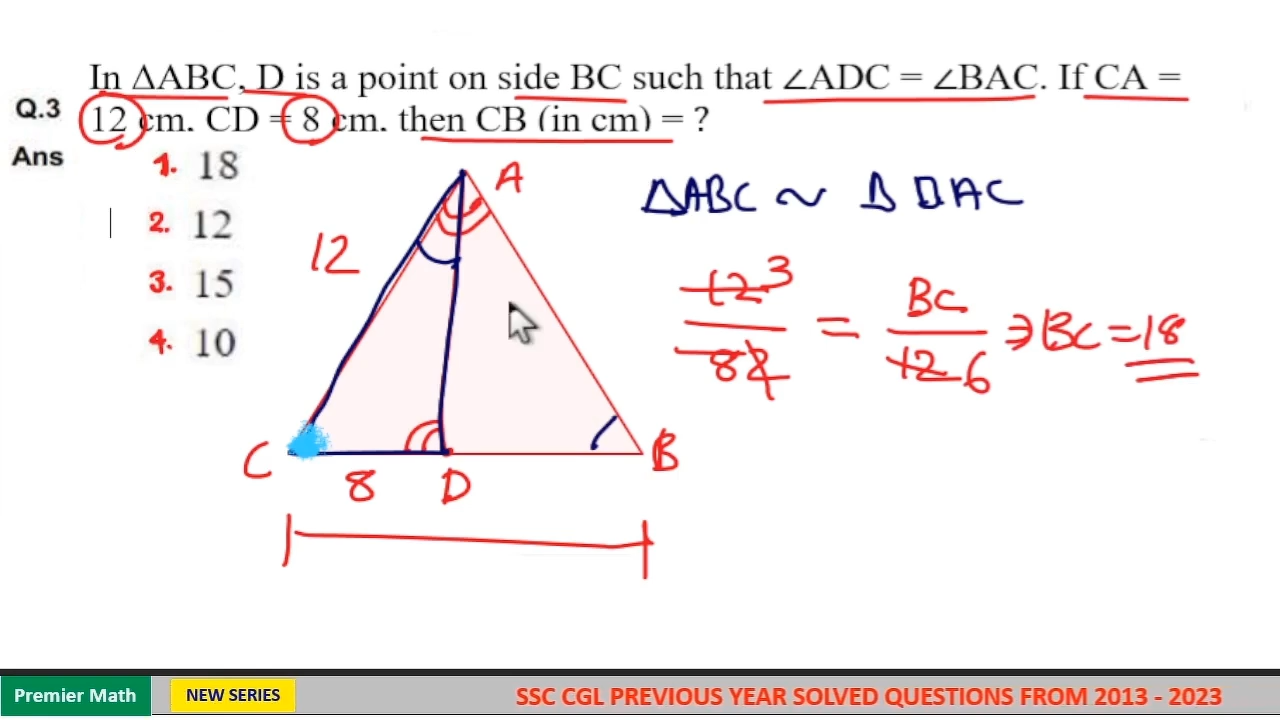 In ΔABC, D is a point on side BC such that ∠ADC = ∠BAC. If CA =
Q.3 12 cm. CD = 8 cm. then CB (in cm) = ?
Ans
1. 18
2. 12
3. 15
4. 10
A
12
C
8
D
B
ΔABC ~ ΔDAC
12 3 / 8 2 = BC / 12 6 ⇒ BC = 18
Premier Math
NEW SERIES
SSC CGL PREVIOUS YEAR SOLVED QUESTIONS FROM 2013 - 2023